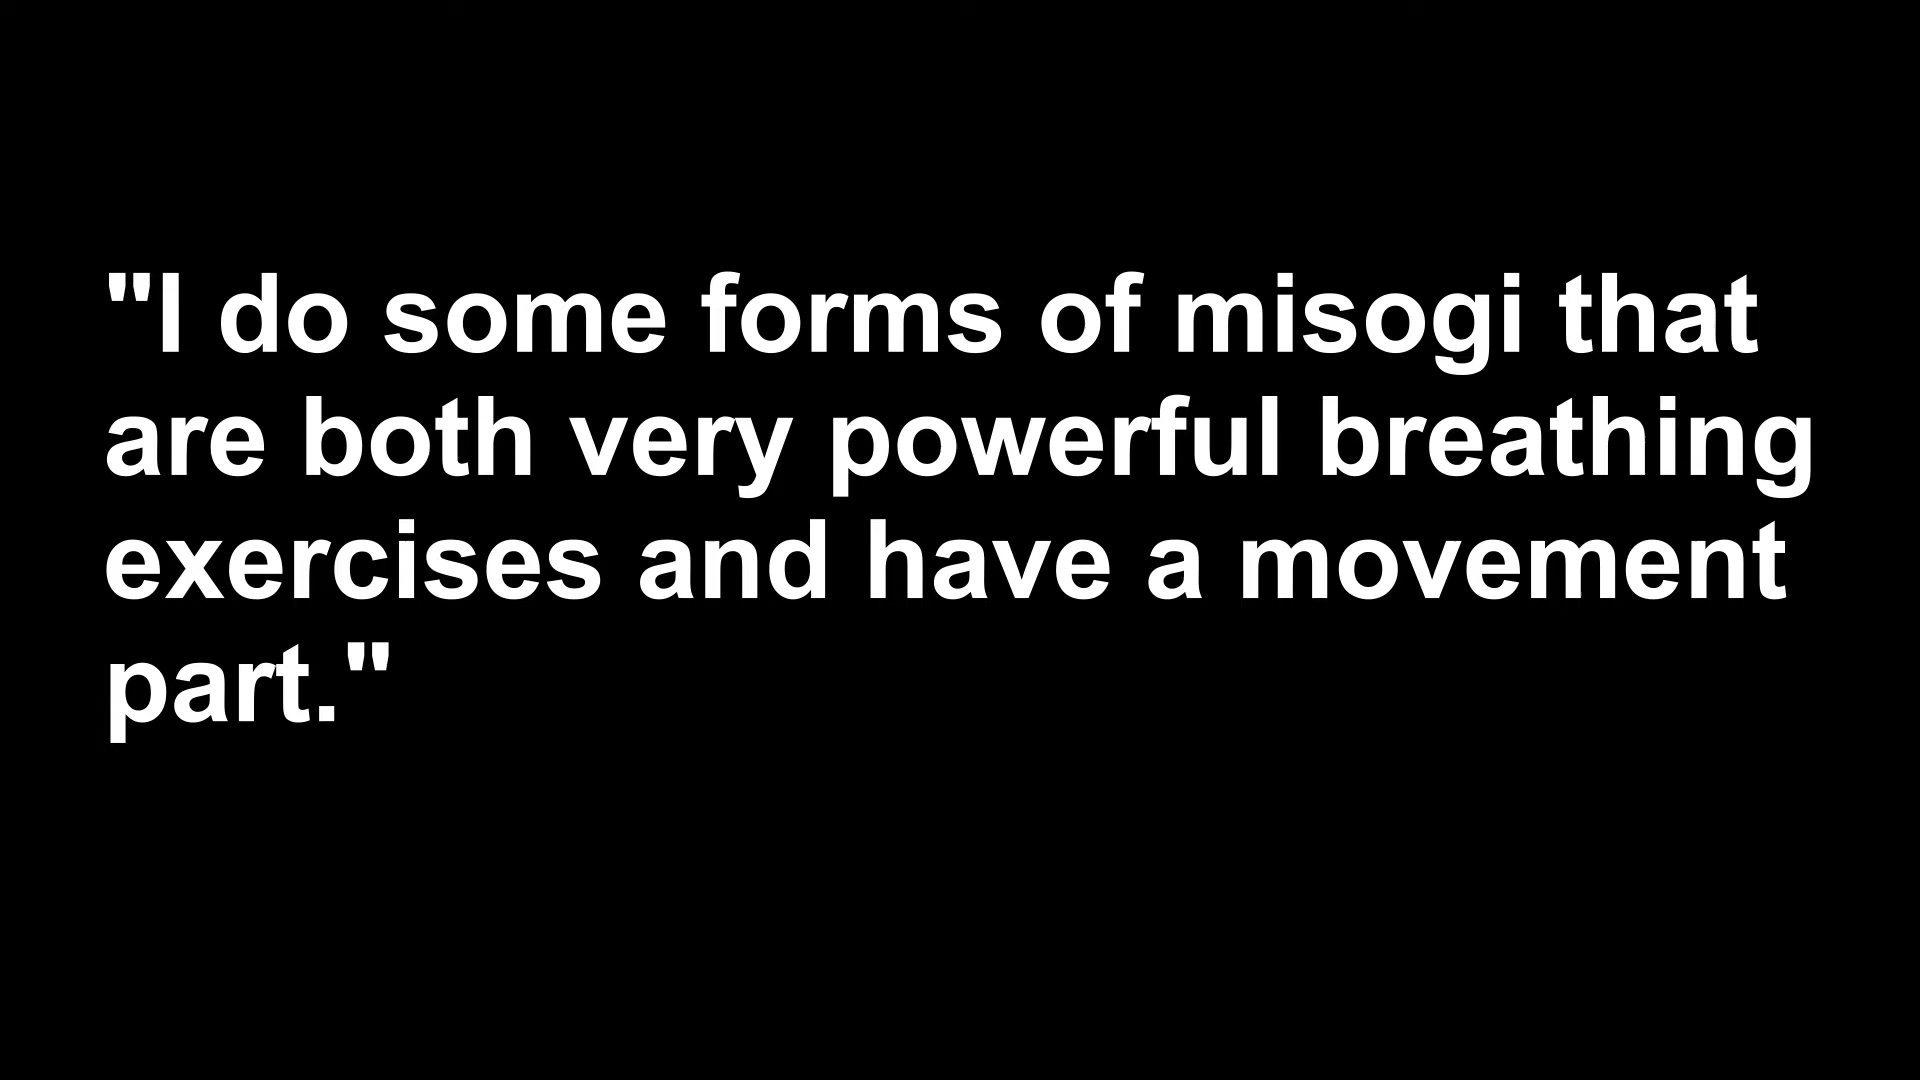 "I do some forms of misogi that
are both very powerful breathing
exercises and have a movement
part."